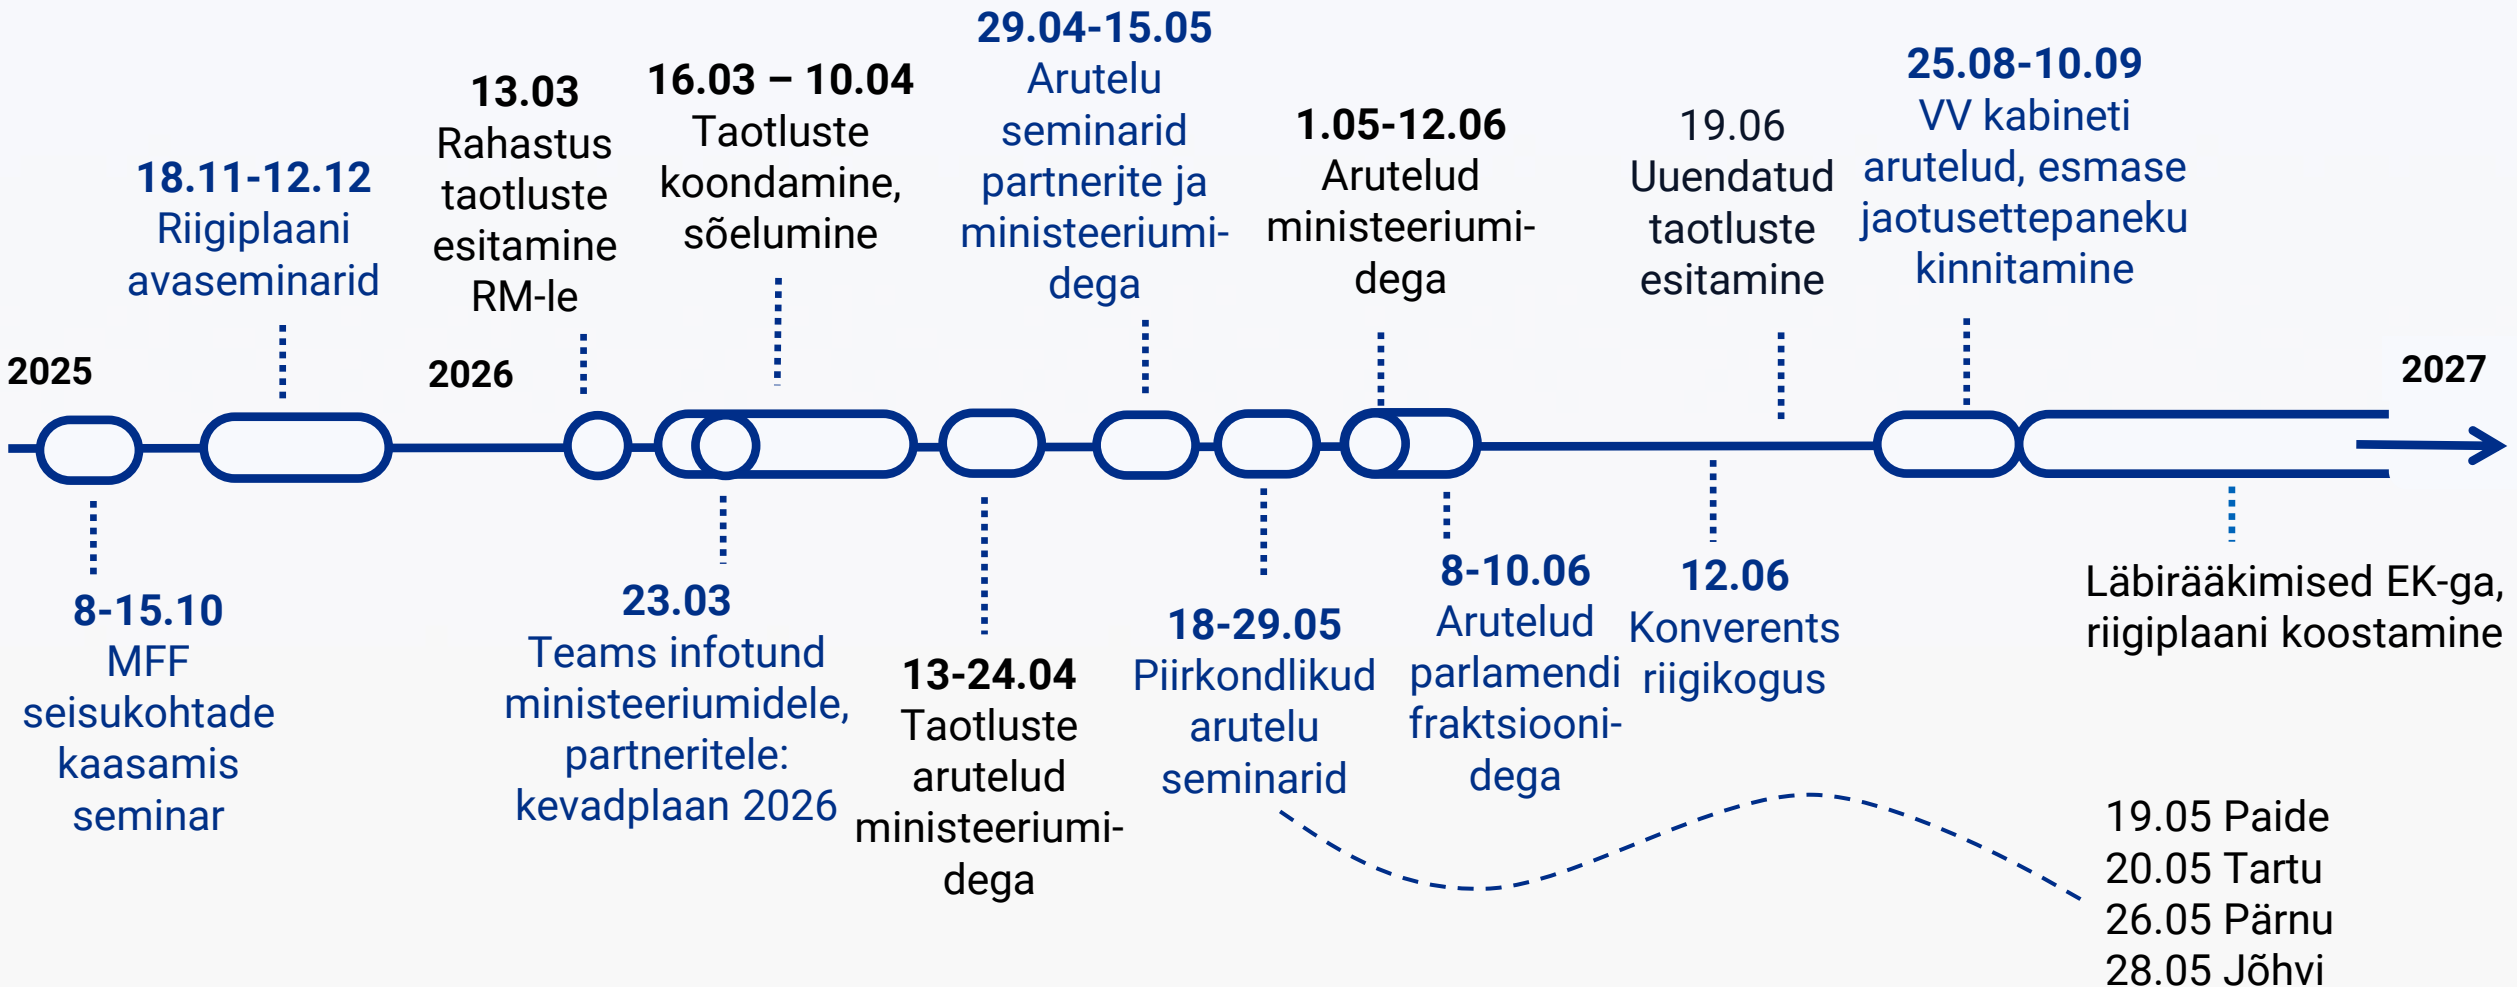 2025
2026
2027
18.11-12.12
Riigiplaani
avaseminarid
13.03
Rahastus
taotluste
esitamine
RM-le
16.03 – 10.04
Taotluste
koondamine,
sõelumine
29.04-15.05
Arutelu
seminarid
partnerite ja
ministeeriumi-
dega
1.05-12.06
Arutelud
ministeeriumi-
dega
19.06
Uuendatud
taotluste
esitamine
25.08-10.09
VV kabineti
arutelud, esmase
jaotusettepaneku
kinnitamine
8-15.10
MFF
seisukohtade
kaasamis
seminar
23.03
Teams infotund
ministeeriumidele,
partneritele:
kevadplaan 2026
13-24.04
Taotluste
arutelud
ministeeriumi-
dega
18-29.05
Piirkondlikud
arutelu
seminarid
8-10.06
Arutelud
parlamendi
fraktsiooni-
dega
12.06
Konverents
riigikogus
Läbirääkimised EK-ga,
riigiplaani koostamine
19.05 Paide
20.05 Tartu
26.05 Pärnu
28.05 Jõhvi